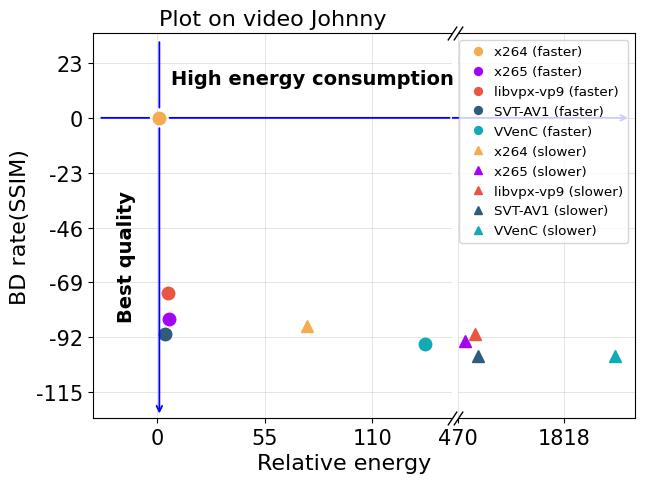 Plot on video Johnny
23
0
-23
-46
-69
-92
-115
BD rate(SSIM)
High energy consumption
Best quality
x264 (faster)
x265 (faster)
libvpx-vp9 (faster)
SVT-AV1 (faster)
VVenC (faster)
x264 (slower)
x265 (slower)
libvpx-vp9 (slower)
SVT-AV1 (slower)
VVenC (slower)
0 55 110 470 1818
Relative energy